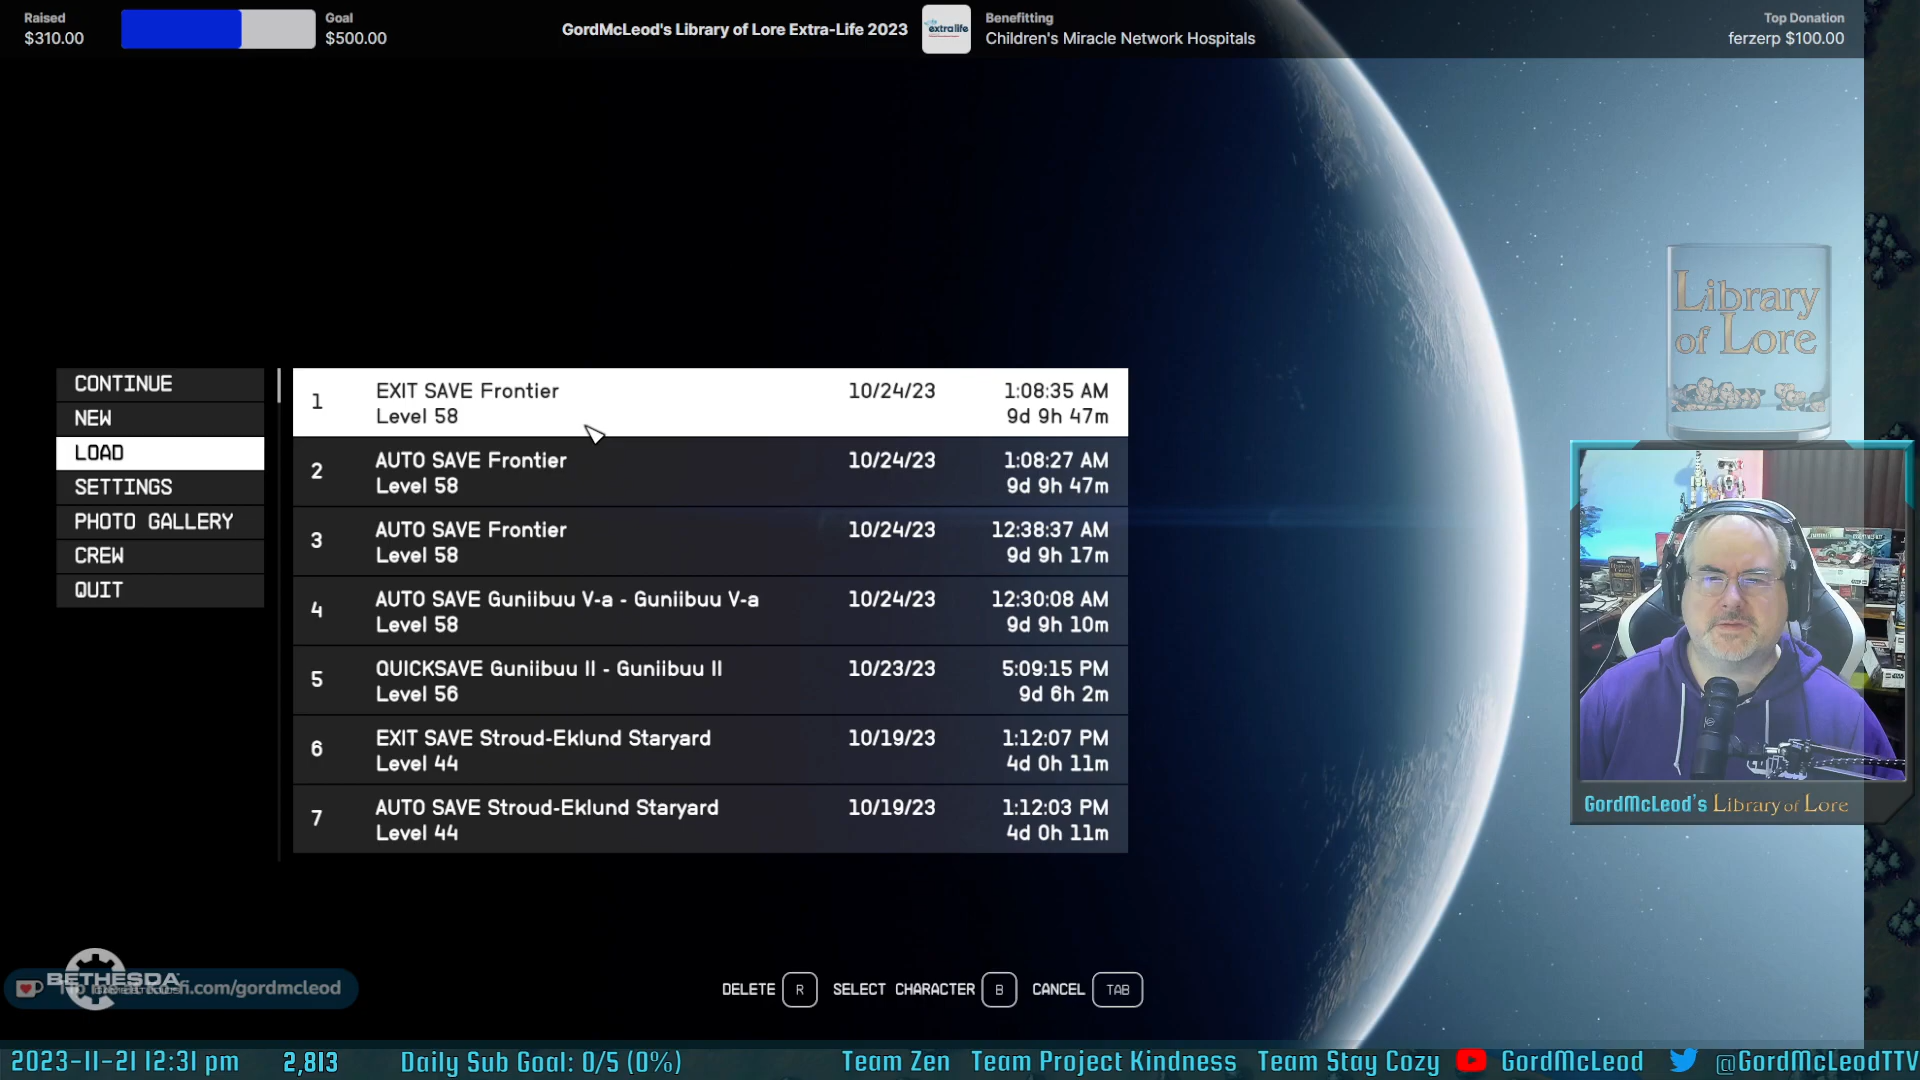 Raised
$310.00
Goal
$500.00
GordMcLeod's Library of Lore Extra-Life 2023
extralife
Benefitting
Children's Miracle Network Hospitals
Top Donation
ferzerp $100.00
Library
of Lore
CONTINUE
NEW
LOAD
SETTINGS
PHOTO GALLERY
CREW
QUIT
1 EXIT SAVE Frontier 10/24/23 1:08:35 AM
Level 58 9d 9h 47m
2 AUTO SAVE Frontier 10/24/23 1:08:27 AM
Level 58 9d 9h 47m
3 AUTO SAVE Frontier 10/24/23 12:38:37 AM
Level 58 9d 9h 17m
4 AUTO SAVE Guniibuu V-a - Guniibuu V-a 10/24/23 12:30:08 AM
Level 58 9d 9h 10m
5 QUICKSAVE Guniibuu II - Guniibuu II 10/23/23 5:09:15 PM
Level 56 9d 6h 2m
6 EXIT SAVE Stroud-Eklund Staryard 10/19/23 1:12:07 PM
Level 44 4d 0h 11m
7 AUTO SAVE Stroud-Eklund Staryard 10/19/23 1:12:03 PM
Level 44 4d 0h 11m
GordMcLeod's Library of Lore
BETHESDA
fi.com/gordmcleod
DELETE R SELECT CHARACTER B CANCEL TAB
2023-11-21 12:31 pm 2,813 Daily Sub Goal: 0/5 (0%) Team Zen Team Project Kindness Team Stay Cozy GordMcLeod @GordMcLeodTTV